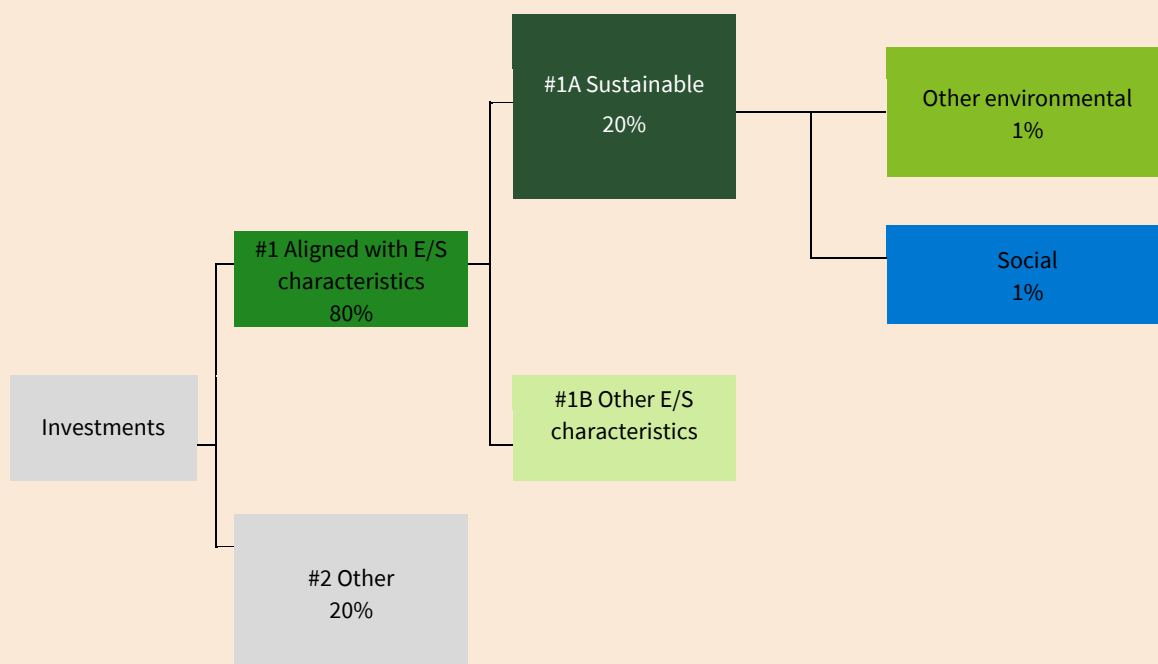 #1A Sustainable
20%
Other environmental
1%
#1 Aligned with E/S
characteristics
80%
Social
1%
Investments
#1B Other E/S
characteristics
#2 Other
20%